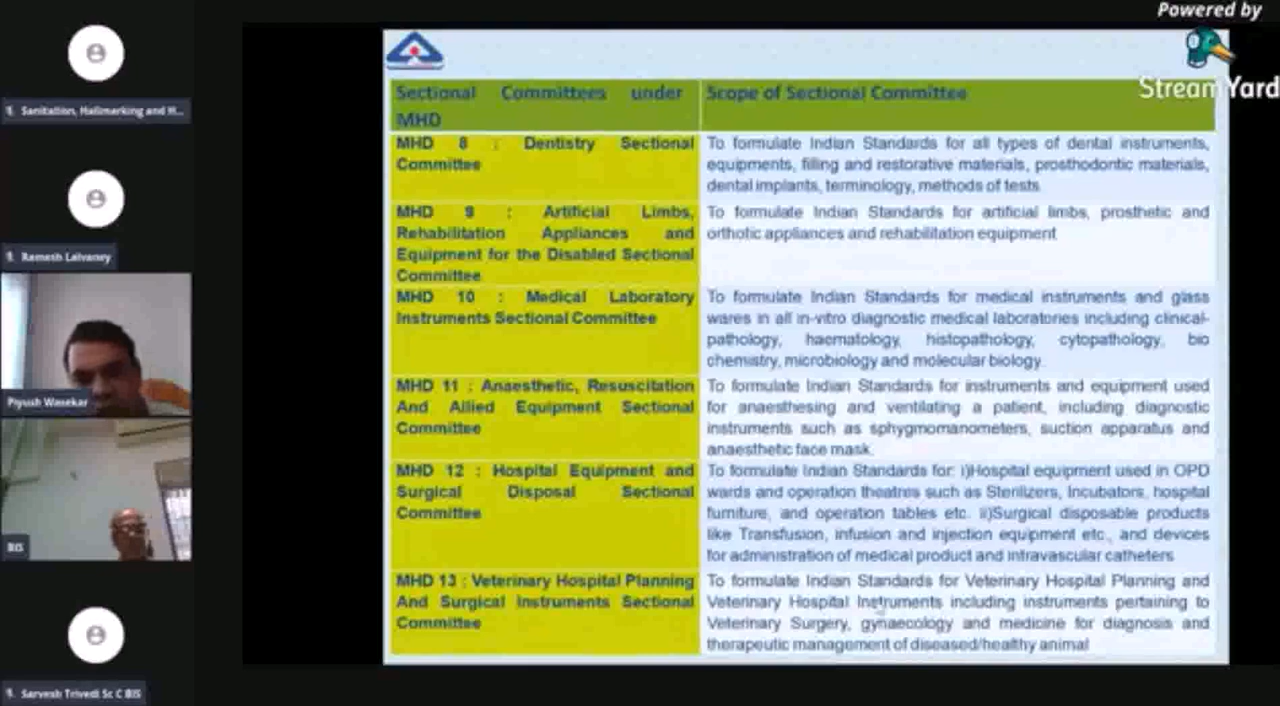 Powered by
StreamYard
Sanitation, Hallmarking and H...
Ramesh Lalvaney
Piyush Wasekar
BIS
Sarvesh Trivedi Sc C BIS
Sectional Committees under
MHD
Scope of Sectional Committee
MHD 8 : Dentistry Sectional
Committee
To formulate Indian Standards for all types of dental instruments,
equipments, filling and restorative materials, prosthodontic materials,
dental implants, terminology, methods of tests
MHD 9 : Artificial Limbs,
Rehabilitation Appliances and
Equipment for the Disabled Sectional
Committee
To formulate Indian Standards for artificial limbs, prosthetic and
orthotic appliances and rehabilitation equipment
MHD 10 : Medical Laboratory
Instruments Sectional Committee
To formulate Indian Standards for medical instruments and glass
wares in all in-vitro diagnostic medical laboratories including clinical-
pathology, haematology, histopathology, cytopathology, bio
chemistry, microbiology and molecular biology.
MHD 11 : Anaesthetic, Resuscitation
And Allied Equipment Sectional
Committee
To formulate Indian Standards for instruments and equipment used
for anaesthesing and ventilating a patient, including diagnostic
instruments such as sphygmomanometers, suction apparatus and
anaesthetic face mask.
MHD 12 : Hospital Equipment and
Surgical Disposal Sectional
Committee
To formulate Indian Standards for: i)Hospital equipment used in OPD
wards and operation theatres such as Sterilizers, Incubators, hospital
furniture, and operation tables etc. ii)Surgical disposable products
like Transfusion, infusion and injection equipment etc., and devices
for administration of medical product and intravascular catheters
MHD 13 : Veterinary Hospital Planning
And Surgical Instruments Sectional
Committee
To formulate Indian Standards for Veterinary Hospital Planning and
Veterinary Hospital Instruments including instruments pertaining to
Veterinary Surgery, gynaecology and medicine for diagnosis and
therapeutic management of diseased/healthy animal